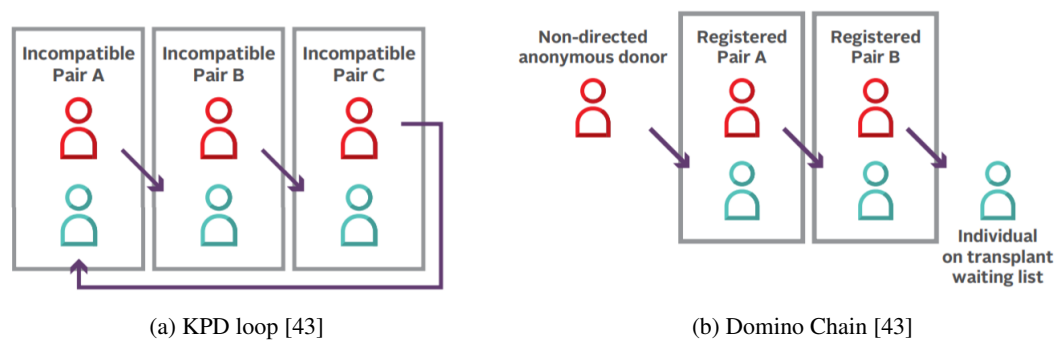 Incompatible
Pair A
Incompatible
Pair B
Incompatible
Pair C
(a) KPD loop [43]
Non-directed
anonymous donor
Registered
Pair A
Registered
Pair B
Individual
on transplant
waiting list
(b) Domino Chain [43]